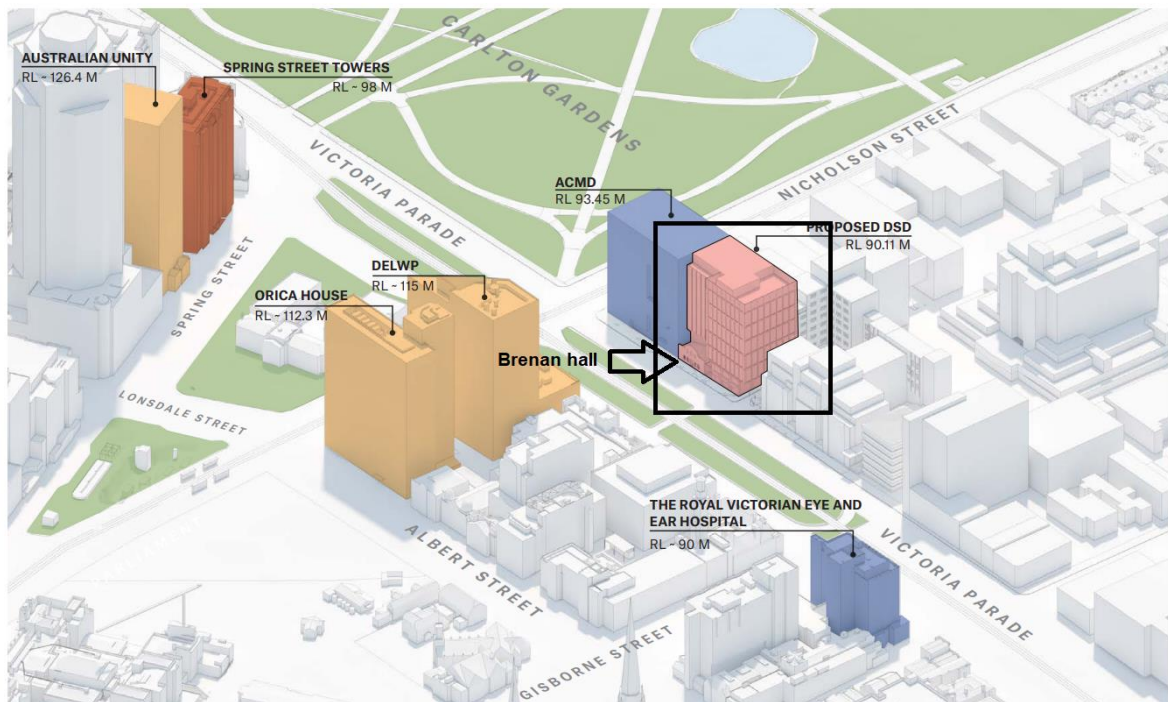 CARLTON GARDENS
AUSTRALIAN UNITY
RL ~ 126.4 M
SPRING STREET TOWERS
RL ~ 98 M
VICTORIA PARADE
NICHOLSON STREET
ACMD
RL 93.45 M
PROPOSED DSD
RL 90.11 M
SPRING STREET
DELWP
RL ~ 115 M
ORICA HOUSE
RL ~ 112.3 M
Brenan hall
LONSDALE STREET
THE ROYAL VICTORIAN EYE AND
EAR HOSPITAL
RL ~ 90 M
ALBERT STREET
VICTORIA PARADE
GISBORNE STREET